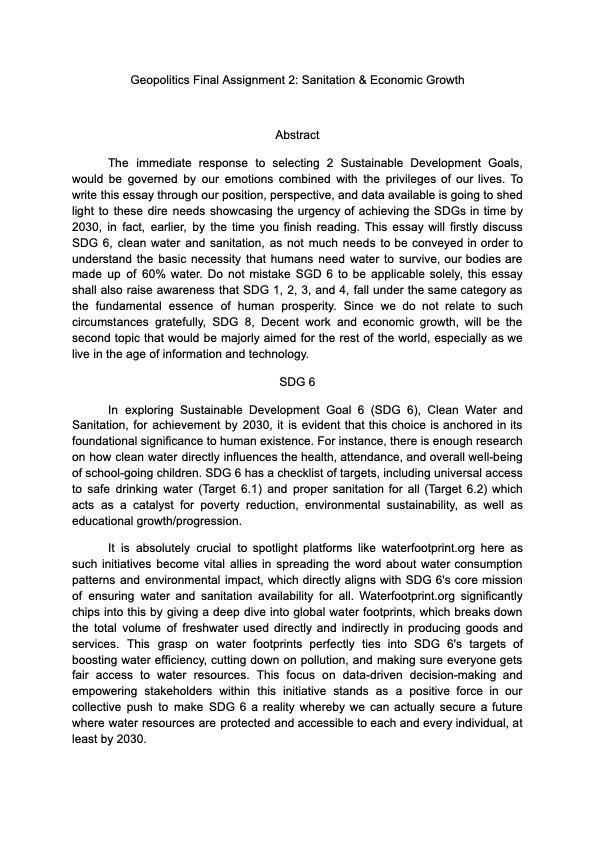 Geopolitics Final Assignment 2: Sanitation & Economic Growth
Abstract
The immediate response to selecting 2 Sustainable Development Goals,
would be governed by our emotions combined with the privileges of our lives. To
write this essay through our position, perspective, and data available is going to shed
light to these dire needs showcasing the urgency of achieving the SDGs in time by
2030, in fact, earlier, by the time you finish reading. This essay will firstly discuss
SDG 6, clean water and sanitation, as not much needs to be conveyed in order to
understand the basic necessity that humans need water to survive, our bodies are
made up of 60% water. Do not mistake SGD 6 to be applicable solely, this essay
shall also raise awareness that SDG 1, 2, 3, and 4, fall under the same category as
the fundamental essence of human prosperity. Since we do not relate to such
circumstances gratefully, SDG 8, Decent work and economic growth, will be the
second topic that would be majorly aimed for the rest of the world, especially as we
live in the age of information and technology.
SDG 6
In exploring Sustainable Development Goal 6 (SDG 6), Clean Water and
Sanitation, for achievement by 2030, it is evident that this choice is anchored in its
foundational significance to human existence. For instance, there is enough research
on how clean water directly influences the health, attendance, and overall well-being
of school-going children. SDG 6 has a checklist of targets, including universal access
to safe drinking water (Target 6.1) and proper sanitation for all (Target 6.2) which
acts as a catalyst for poverty reduction, environmental sustainability, as well as
educational growth/progression.
It is absolutely crucial to spotlight platforms like waterfootprint.org here as
such initiatives become vital allies in spreading the word about water consumption
patterns and environmental impact, which directly aligns with SDG 6's core mission
of ensuring water and sanitation availability for all. Waterfootprint.org significantly
chips into this by giving a deep dive into global water footprints, which breaks down
the total volume of freshwater used directly and indirectly in producing goods and
services. This grasp on water footprints perfectly ties into SDG 6's targets of
boosting water efficiency, cutting down on pollution, and making sure everyone gets
fair access to water resources. This focus on data-driven decision-making and
empowering stakeholders within this initiative stands as a positive force in our
collective push to make SDG 6 a reality whereby we can actually secure a future
where water resources are protected and accessible to each and every individual, at
least by 2030.